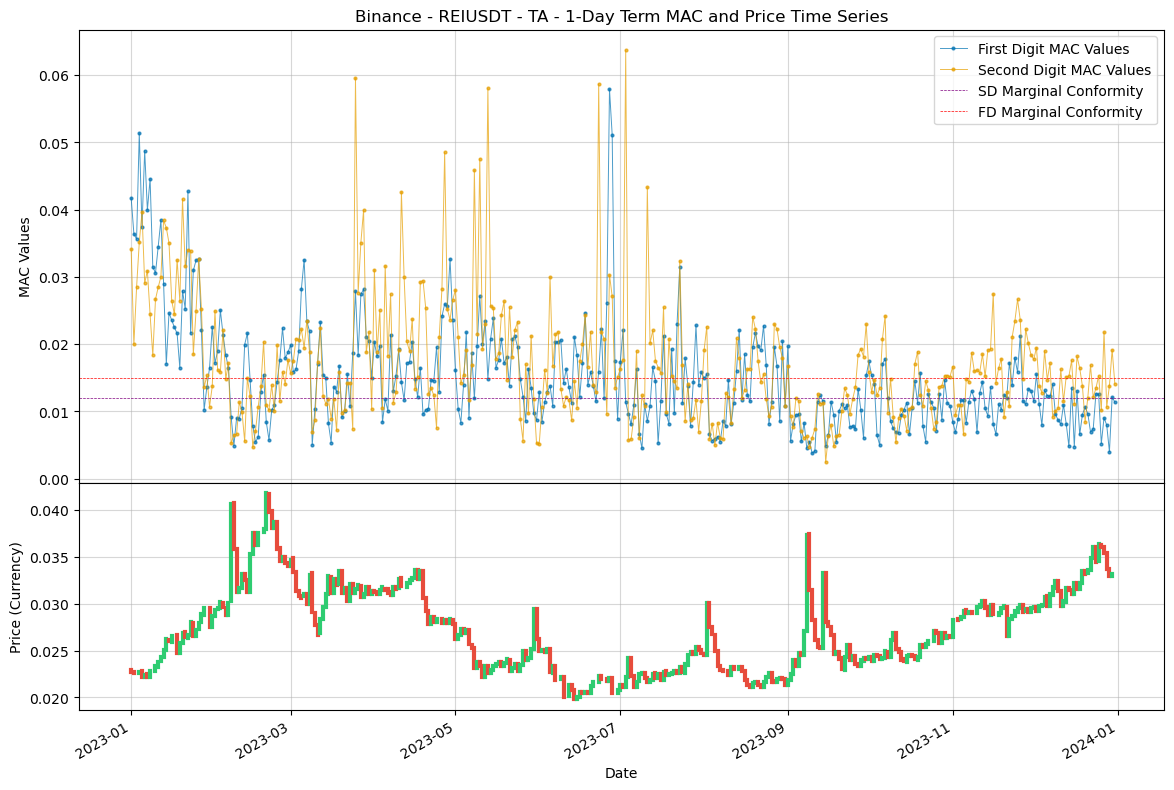 Binance - REIUSDT - TA - 1-Day Term MAC and Price Time Series
First Digit MAC Values
Second Digit MAC Values
SD Marginal Conformity
FD Marginal Conformity
MAC Values
0.06
0.05
0.04
0.03
0.02
0.01
0.00
Price (Currency)
0.040
0.035
0.030
0.025
0.020
2023-01
2023-03
2023-05
2023-07
2023-09
2023-11
2024-01
Date